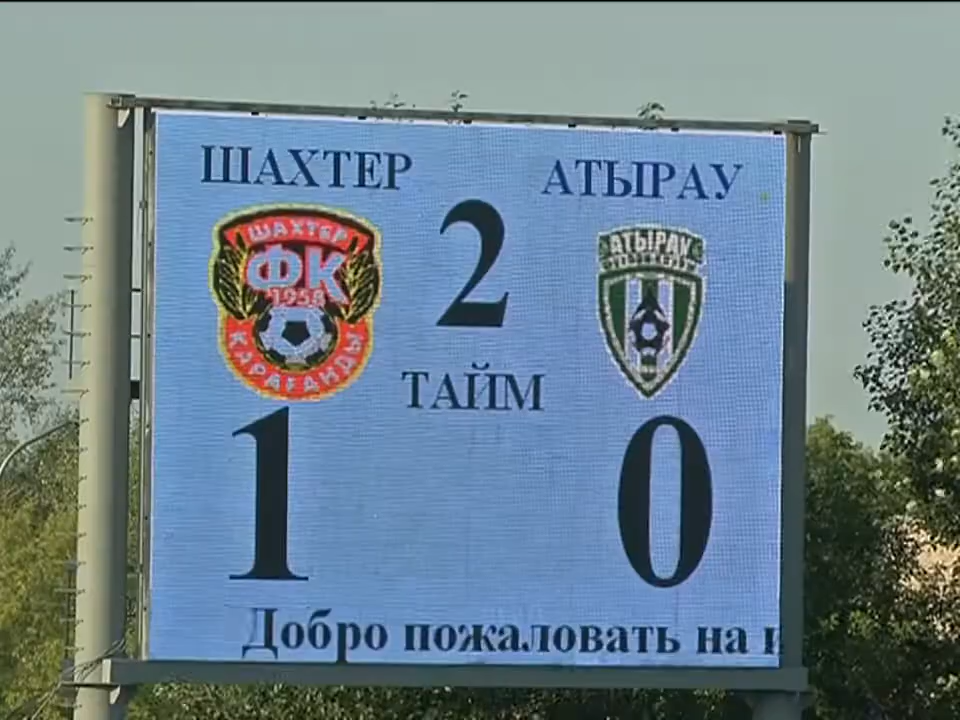 ШАХТЕР АТЫРАУ
ШАХТЕР
ФК
1958
КАРАГАНДЫ
2
АТЫРАУ
ТАЙМ
1 0
Добро пожаловать на